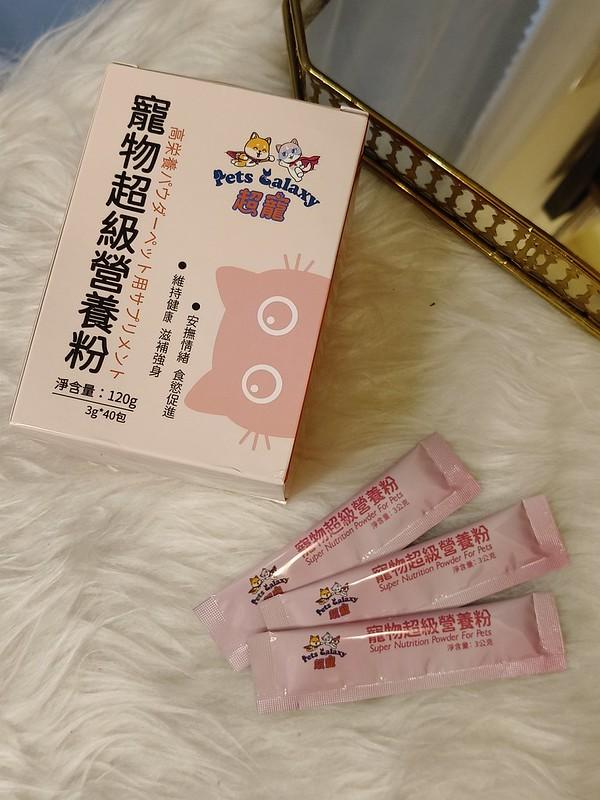 寵物超級營養粉
高栄養パウダーペット用サプリメント
Pets Galaxy
超寵
● 安撫情緒 食慾促進
● 維持健康 滋補強身
淨含量：120g
3g*40包
寵物超級營養粉
Super Nutrition Powder For Pets
淨含量：3公克
Pets Galaxy
超寵
寵物超級營養粉
Super Nutrition Powder For Pets
淨含量：3公克
Pets Galaxy
超寵
寵物超級營養粉
Super Nutrition Powder For Pets
淨含量：3公克
Pets Galaxy
超寵